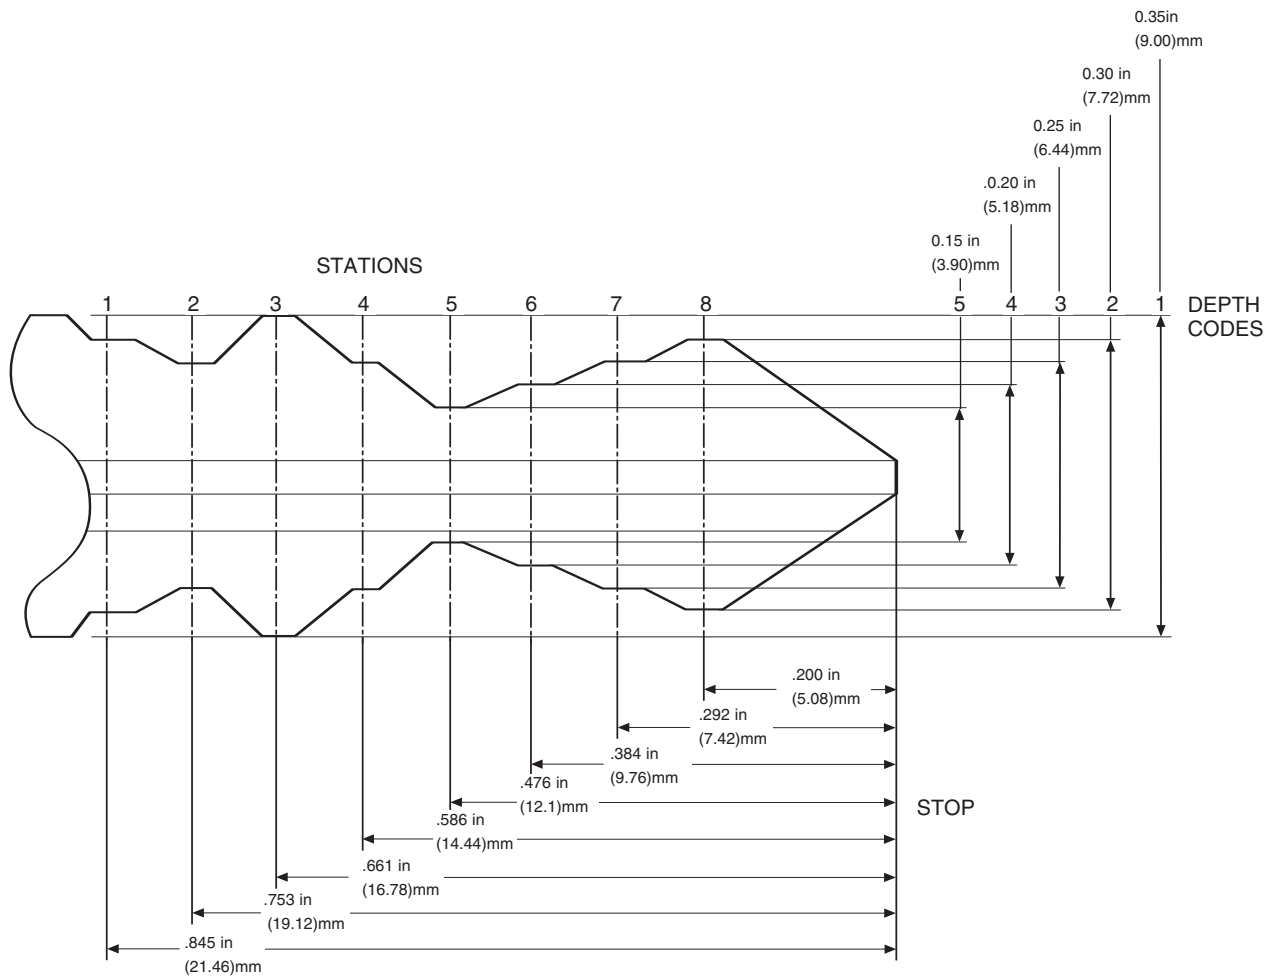 0.35in
(9.00)mm
0.30 in
(7.72)mm
0.25 in
(6.44)mm
.0.20 in
(5.18)mm
0.15 in
(3.90)mm
STATIONS
1 2 3 4 5 6 7 8 5 4 3 2 1 DEPTH
CODES
.200 in
(5.08)mm
.292 in
(7.42)mm
.384 in
(9.76)mm
.476 in
(12.1)mm
STOP
.586 in
(14.44)mm
.661 in
(16.78)mm
.753 in
(19.12)mm
.845 in
(21.46)mm